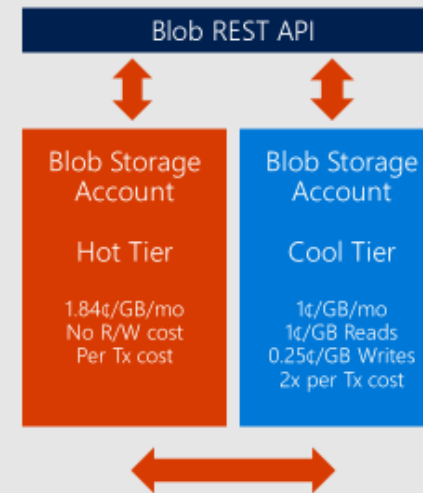 Blob REST API
Blob Storage
Account
Hot Tier
1.84¢/GB/mo
No R/W cost
Per Tx cost
Blob Storage
Account
Cool Tier
1¢/GB/mo
1¢/GB Reads
0.25¢/GB Writes
2x per Tx cost